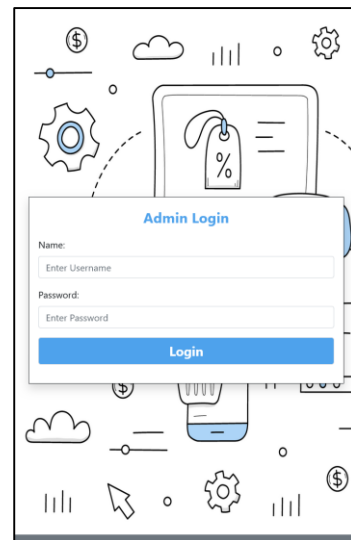 $
%
Admin Login
Name:
Enter Username
Password:
Enter Password
Login
$
$